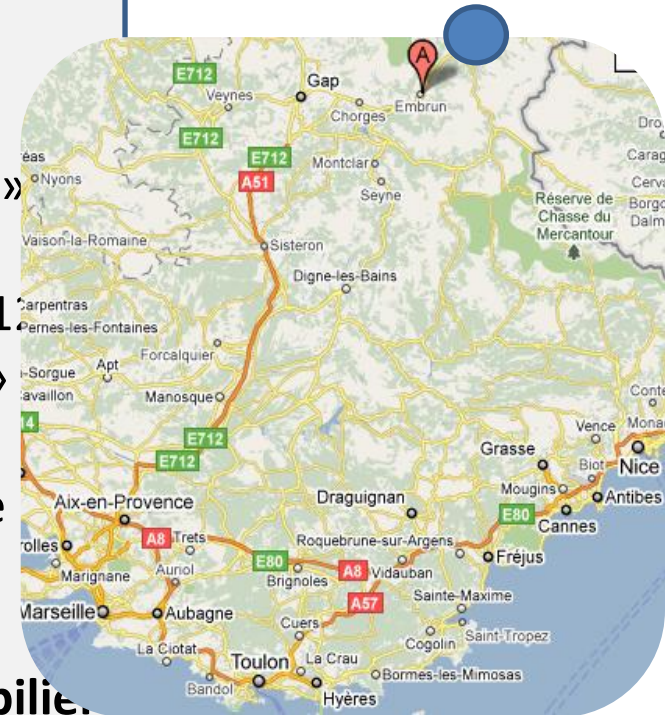 A
E712
Gap
Veynes
Embrun
Chorges
E712
E712
Montclar
A51
Nyons
Seyne
»
Réserve de
Chasse du
Mercantour
Vaison-la-Romaine
Sisteron
Digne-les-Bains
Carpentras
Pernes-les-Fontaines
Forcalquier
Apt
-Sorgue
»
Manosque
E712
Vence
E712
Grasse
Biot
Nice
Mougins
Antibes
Aix-en-Provence
Draguignan
E80
Cannes
A8
Trets
Roquebrune-sur-Argens
E80
A8
Vidauban
Fréjus
Marignane
Auriol
Brignoles
A57
Sainte-Maxime
Marseille
Aubagne
Cuers
Cogolin
Saint-Tropez
La Ciotat
Toulon
La Crau
Bormes-les-Mimosas
Bandol
Hyères